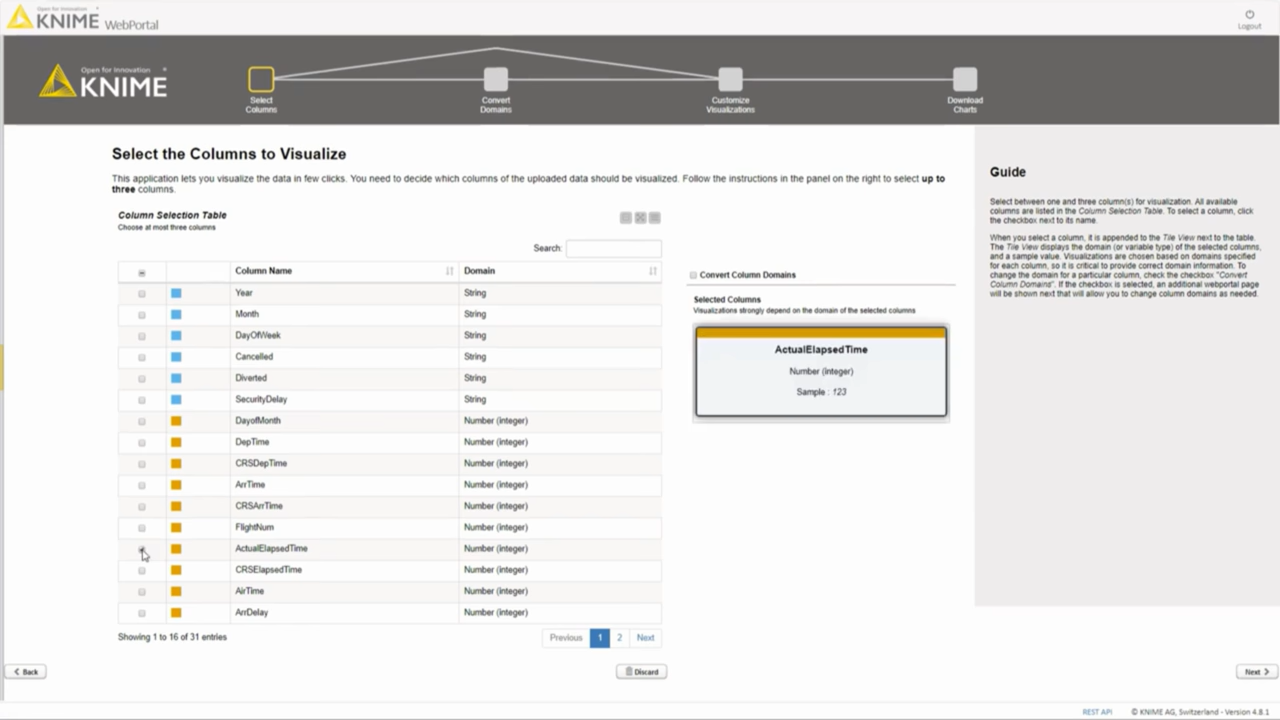 Open for Innovation
KNIME WebPortal
Logout
Open for Innovation
KNIME
Select
Columns
Convert
Domains
Customize
Visualizations
Download
Charts
Select the Columns to Visualize
This application lets you visualize the data in few clicks. You need to decide which columns of the uploaded data should be visualized. Follow the instructions in the panel on the right to select up to
three columns.
Column Selection Table
Choose at most three columns
Search:
Column Name Domain
Year String
Month String
DayOfWeek String
Cancelled String
Diverted String
SecurityDelay String
DayofMonth Number (integer)
DepTime Number (integer)
CRSDepTime Number (integer)
ArrTime Number (integer)
CRSArrTime Number (integer)
FlightNum Number (integer)
ActualElapsedTime Number (integer)
CRSElapsedTime Number (integer)
AirTime Number (integer)
ArrDelay Number (integer)
Showing 1 to 16 of 31 entries
Previous 1 2 Next
Convert Column Domains
Selected Columns
Visualizations strongly depend on the domain of the selected columns
ActualElapsedTime
Number (integer)
Sample : 123
Guide
Select between one and three column(s) for visualization. All available
columns are listed in the Column Selection Table. To select a column, click
the checkbox next to its name.
When you select a column, it is appended to the Tile View next to the table.
The Tile View displays the domain (or variable type) of the selected columns,
and a sample value. Visualizations are chosen based on domains specified
for each column, so it is critical to provide correct domain information. To
change the domain for a particular column, check the checkbox "Convert
Column Domains". If the checkbox is selected, an additional webportal page
will be shown next that will allow you to change column domains as needed.
Back
Discard
Next
REST API © KNIME AG, Switzerland - Version 4.8.1